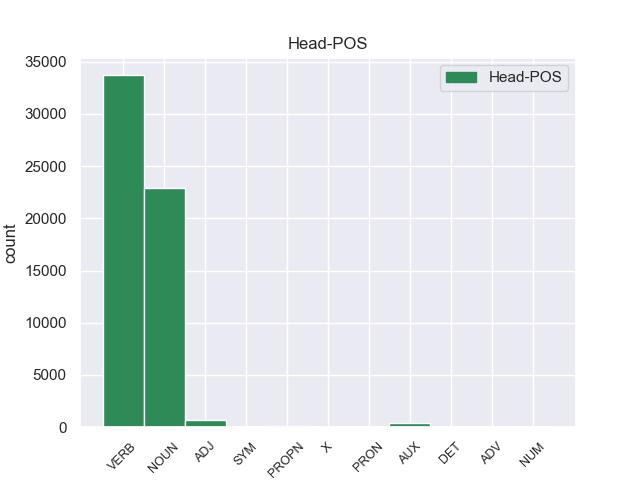 Head-POS
Head-POS
35000
30000
25000
20000
15000
10000
5000
0
count
VERB
NOUN
ADJ
SYM
PROPN
X
PRON
AUX
DET
ADV
NUM